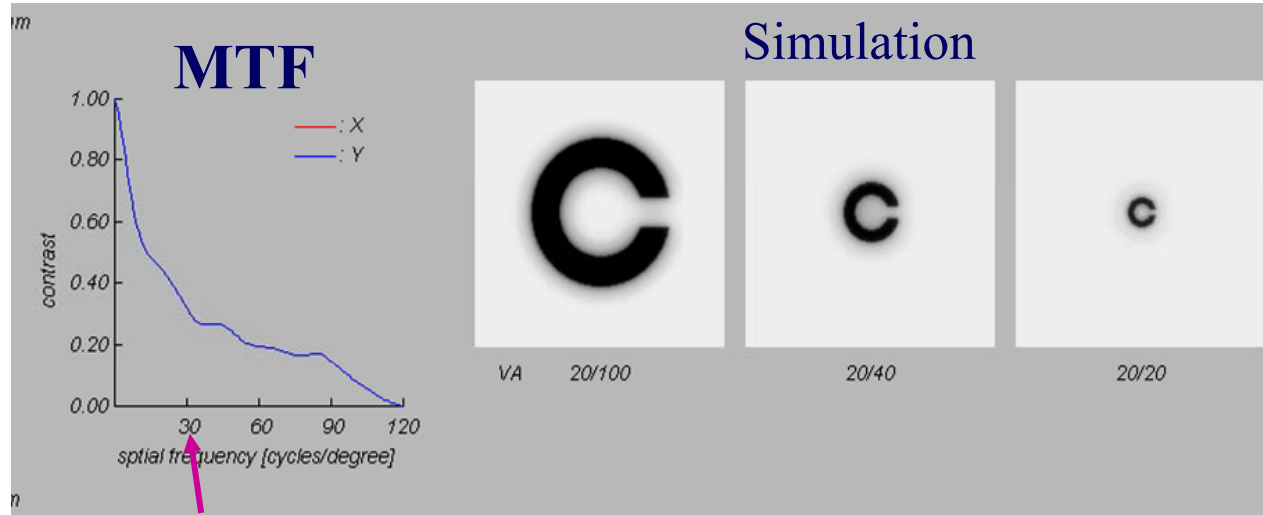 MTF
Simulation
1.00
0.80
0.60
0.40
0.20
0.00
contrast
: X
: Y
30 60 90 120
sptial frequency [cycles/degree]
VA 20/100 20/40 20/20